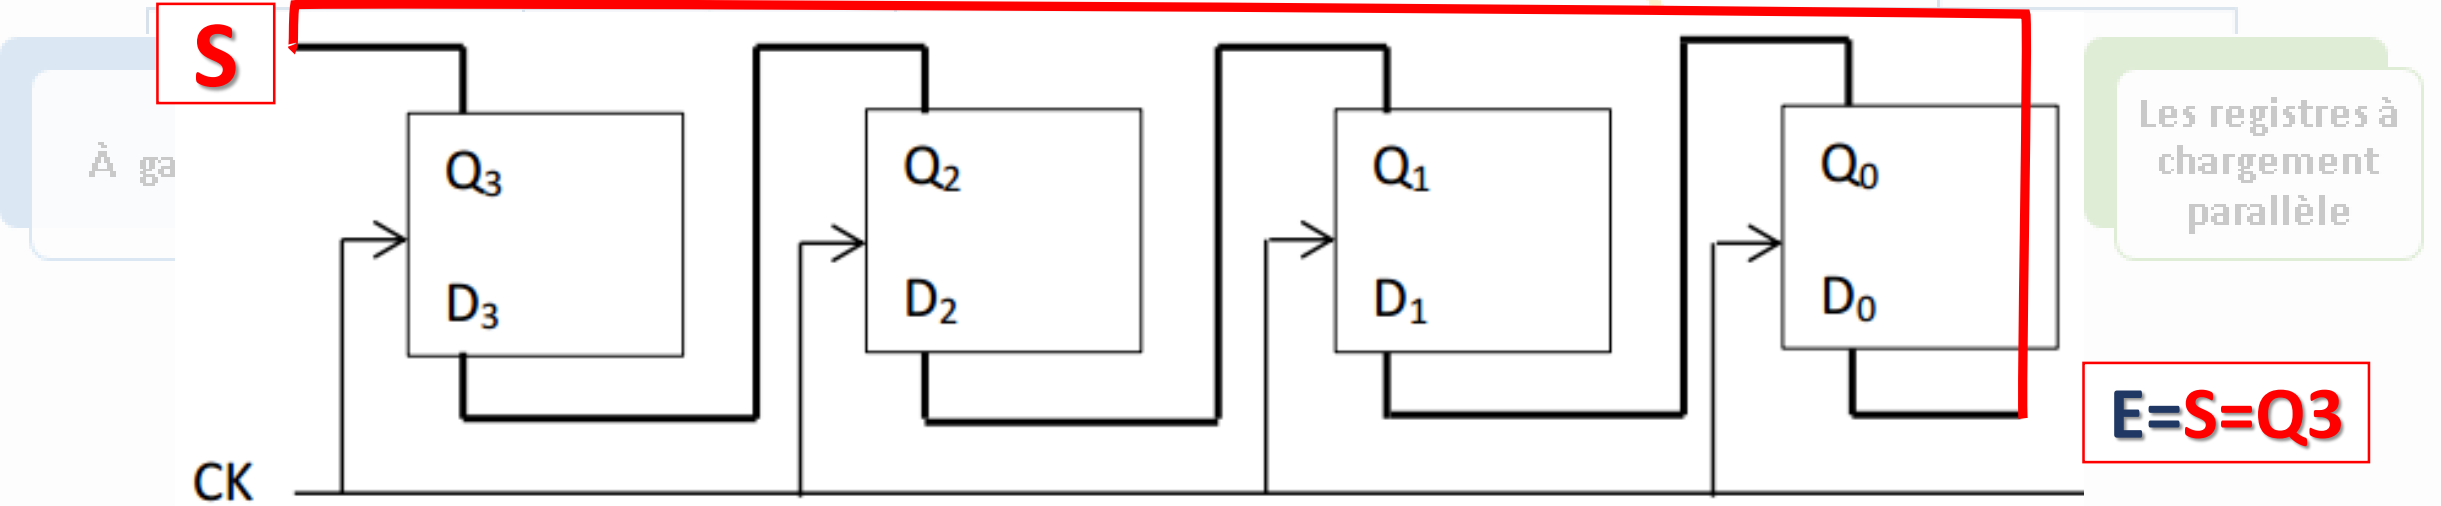 S
À ga
Q3
D3
Q2
D2
Q1
D1
Q0
D0
Les registres à
chargement
parallèle
E=S=Q3
CK